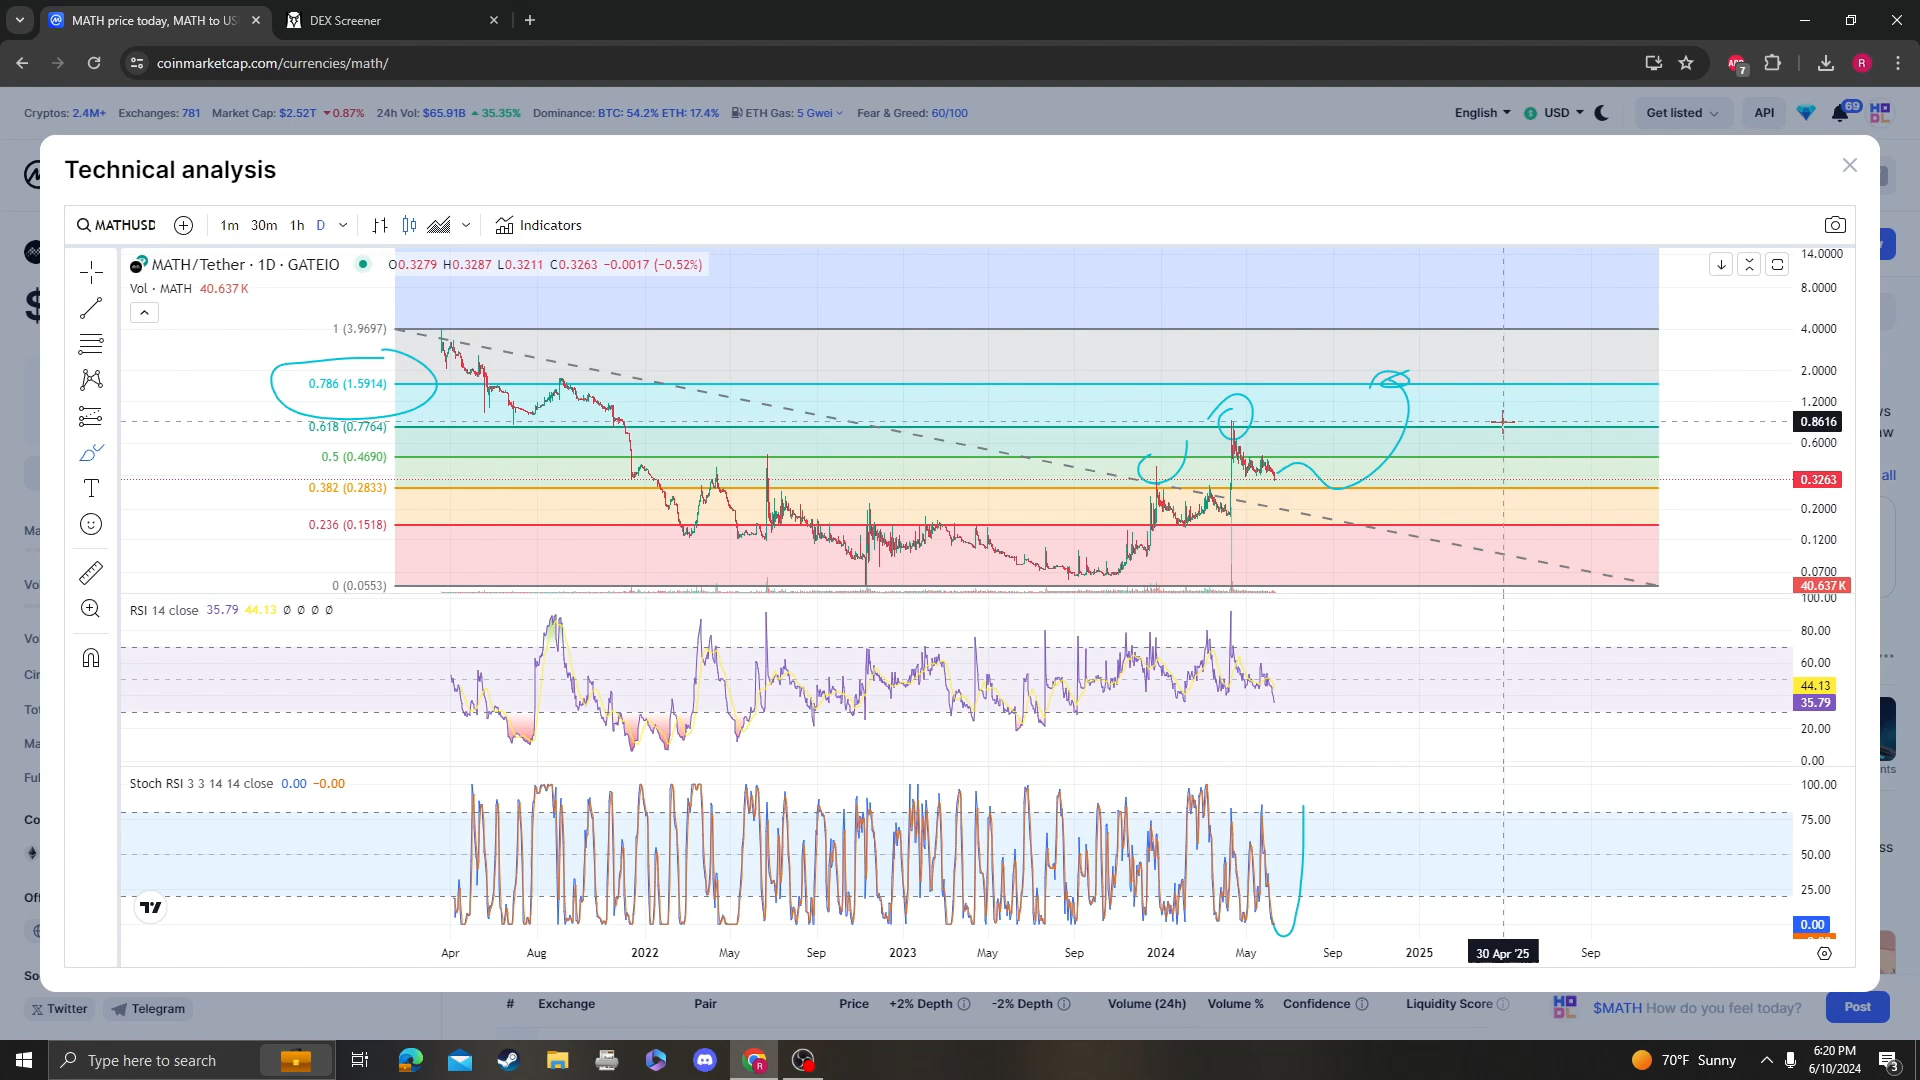 MATH price today, MATH to US
DEX Screener
coinmarketcap.com/currencies/math/
7
R
Cryptos: 2.4M+ Exchanges: 781 Market Cap: $2.52T 0.87% 24h Vol: $65.91B 35.35% Dominance: BTC: 54.2% ETH: 17.4% ETH Gas: 5 Gwei Fear & Greed: 60/100
English USD Get listed API 69
Technical analysis
MATHUSD 1m 30m 1h D Indicators
MATH/Tether · 1D · GATEIO O0.3279 H0.3287 L0.3211 C0.3263 −0.0017 (−0.52%)
Vol · MATH 40.637K
1 (3.9697)
0.786 (1.5914)
0.618 (0.7764)
0.5 (0.4690)
0.382 (0.2833)
0.236 (0.1518)
0 (0.0553)
14.0000
8.0000
4.0000
2.0000
1.2000
0.8616
0.6000
0.3263
0.2000
0.1200
0.0700
40.637K
RSI 14 close 35.79 44.13 Ø Ø Ø Ø
100.00
80.00
60.00
44.13
35.79
20.00
0.00
Stoch RSI 3 3 14 14 close 0.00 −0.00
100.00
75.00
50.00
25.00
0.00
Apr Aug 2022 May Sep 2023 May Sep 2024 May Sep 2025 30 Apr '25 Sep
Twitter Telegram
# Exchange Pair Price +2% Depth -2% Depth Volume (24h) Volume % Confidence Liquidity Score
$MATH How do you feel today? Post
Type here to search
70°F Sunny
6:20 PM
6/10/2024
3